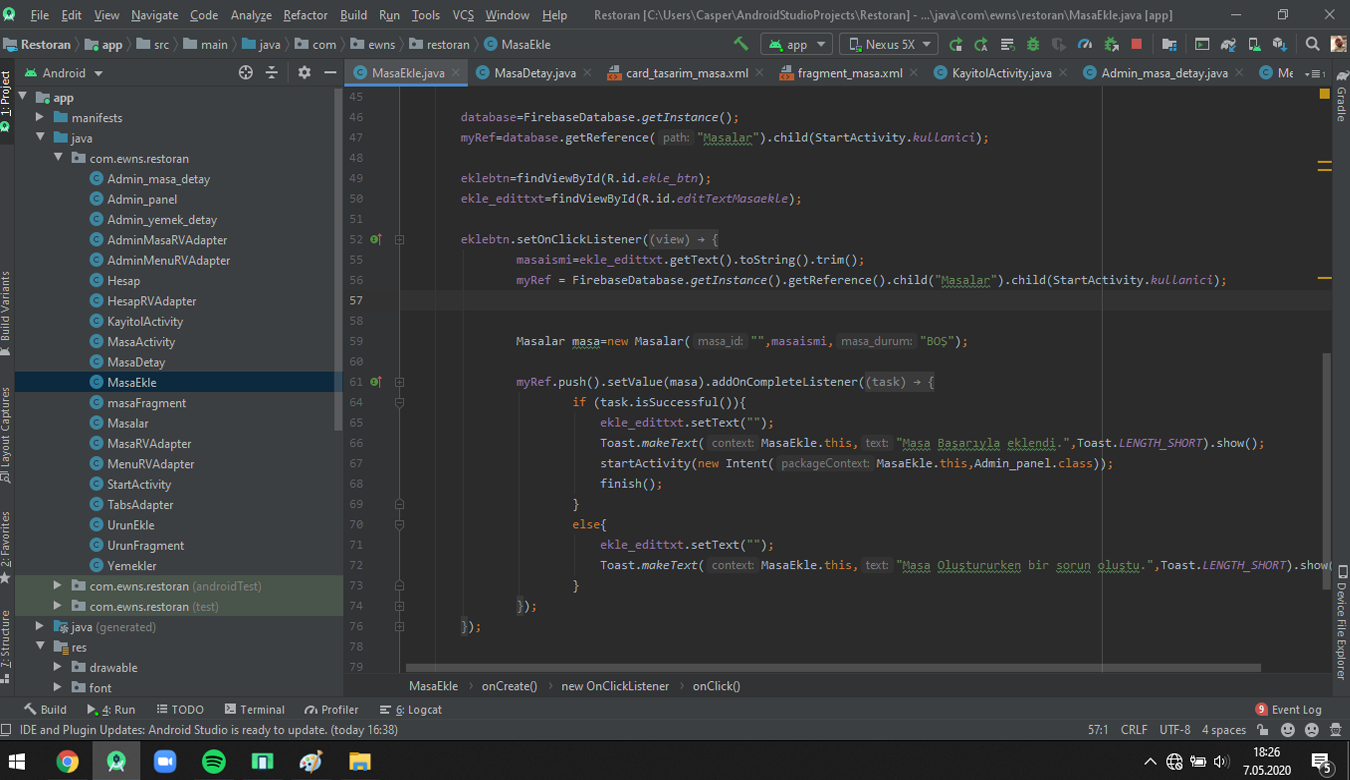 File Edit View Navigate Code Analyze Refactor Build Run Tools VCS Window Help Restoran [C:\Users\Casper\AndroidStudioProjects\Restoran] - ...\java\com\ewns\restoran\MasaEkle.java [app]
Restoran app src main java com ewns restoran MasaEkle app Nexus 5X
Android MasaEkle.java MasaDetay.java card_tasarim_masa.xml fragment_masa.xml KayitolActivity.java Admin_masa_detay.java Me
1: Project
Build Variants
Layout Captures
2: Favorites
7: Structure
app
manifests
java
com.ewns.restoran
Admin_masa_detay
Admin_panel
Admin_yemek_detay
AdminMasaRVAdapter
AdminMenuRVAdapter
Hesap
HesapRVAdapter
KayitolActivity
MasaActivity
MasaDetay
MasaEkle
masaFragment
Masalar
MasaRVAdapter
MenuRVAdapter
StartActivity
TabsAdapter
UrunEkle
UrunFragment
Yemekler
com.ewns.restoran (androidTest)
com.ewns.restoran (test)
java (generated)
res
drawable
font
45
46 database=FirebaseDatabase.getInstance();
47 myRef=database.getReference( path: "Masalar").child(StartActivity.kullanici);
48
49 eklebtn=findViewById(R.id.ekle_btn);
50 ekle_edittxt=findViewById(R.id.editTextMasaekle);
51
52 eklebtn.setOnClickListener((view) → {
55 masaismi=ekle_edittxt.getText().toString().trim();
56 myRef = FirebaseDatabase.getInstance().getReference().child("Masalar").child(StartActivity.kullanici);
57
58
59 Masalar masa=new Masalar( masa_id: "",masaismi, masa_durum: "BOŞ");
60
61 myRef.push().setValue(masa).addOnCompleteListener((task) → {
64 if (task.isSuccessful()){
65 ekle_edittxt.setText("");
66 Toast.makeText( context: MasaEkle.this, text: "Masa Başarıyla eklendi.",Toast.LENGTH_SHORT).show();
67 startActivity(new Intent( packageContext: MasaEkle.this,Admin_panel.class));
68 finish();
69 }
70 else{
71 ekle_edittxt.setText("");
72 Toast.makeText( context: MasaEkle.this, text: "Masa Oluştururken bir sorun oluştu.",Toast.LENGTH_SHORT).show
73 }
74 });
76 });
78
79
Gradle
Device File Explorer
MasaEkle onCreate() new OnClickListener onClick()
Build 4: Run TODO Terminal Profiler 6: Logcat 9 Event Log
IDE and Plugin Updates: Android Studio is ready to update. (today 16:38) 57:1 CRLF UTF-8 4 spaces
18:26
7.05.2020
5